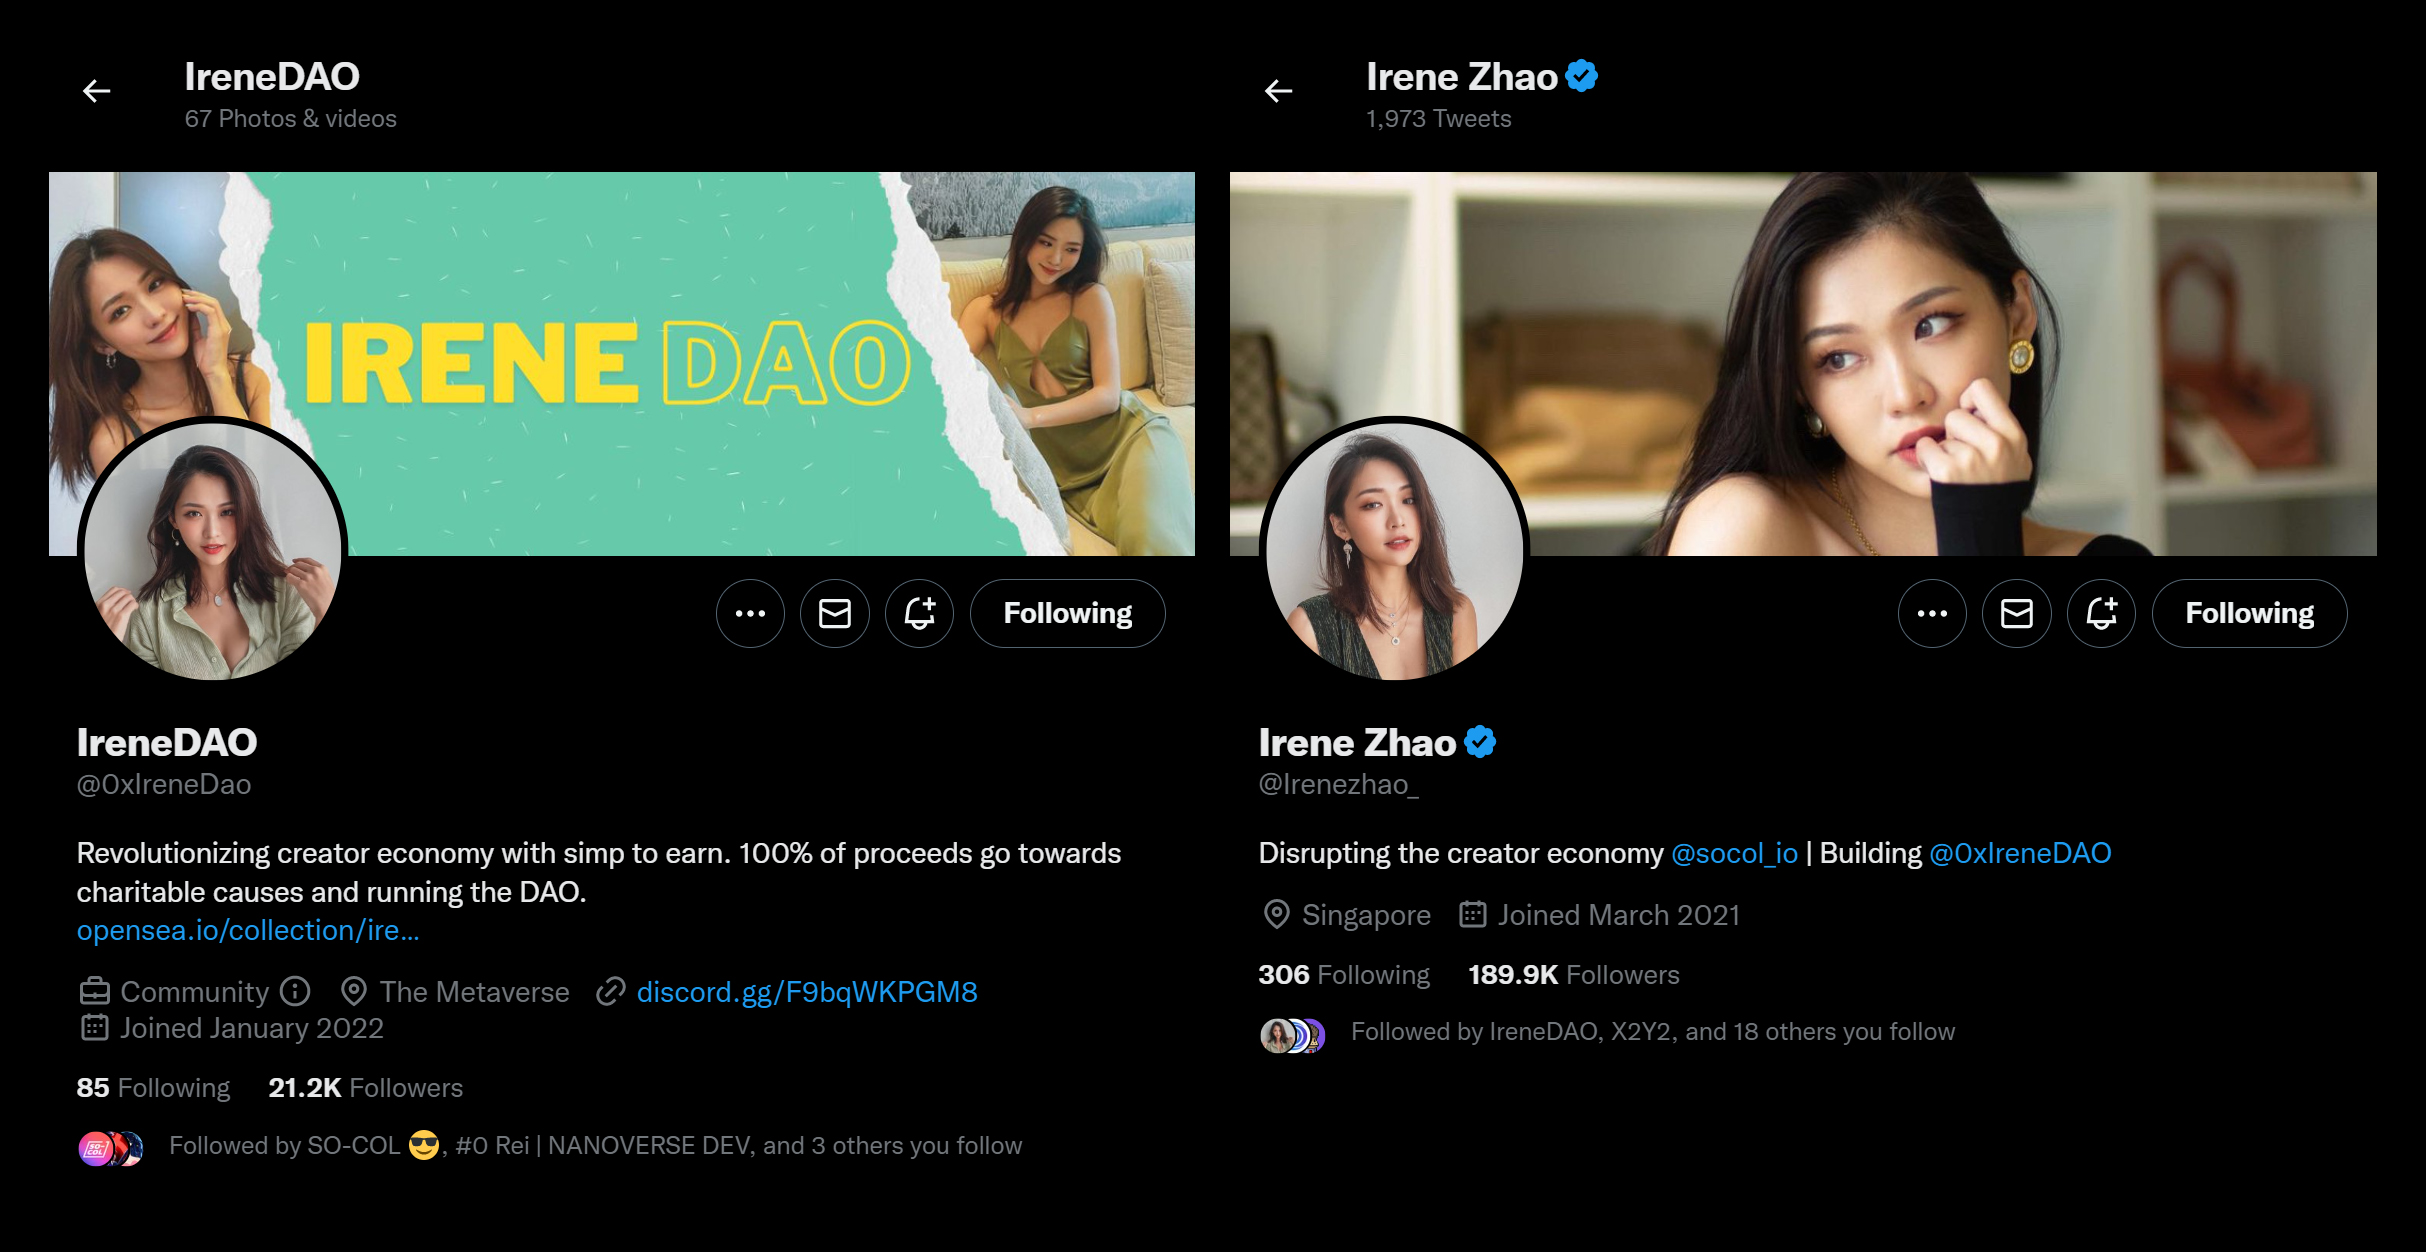 IreneDAO
67 Photos & videos
IRENE DAO
Following
IreneDAO
@0xIreneDao
Revolutionizing creator economy with simp to earn. 100% of proceeds go towards
charitable causes and running the DAO.
opensea.io/collection/ire...
Community The Metaverse discord.gg/F9bqWKPGM8
Joined January 2022
85 Following 21.2K Followers
SO-COL
Followed by SO-COL 😎, #0 Rei | NANOVERSE DEV, and 3 others you follow
Irene Zhao
1,973 Tweets
Following
Irene Zhao
@Irenezhao_
Disrupting the creator economy @socol_io | Building @0xIreneDAO
Singapore Joined March 2021
306 Following 189.9K Followers
Followed by IreneDAO, X2Y2, and 18 others you follow